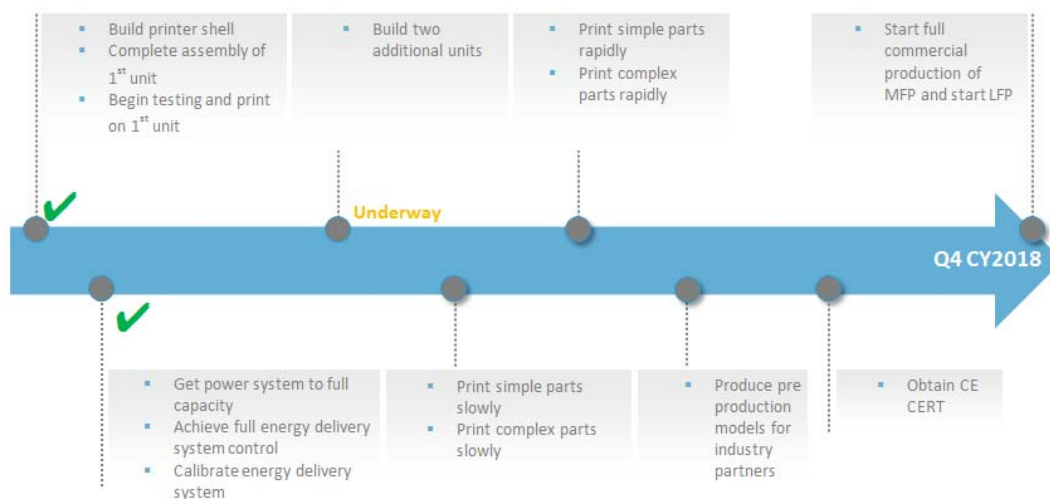 ▪ Build printer shell
▪ Complete assembly of
1st unit
▪ Begin testing and print
on 1st unit
▪ Build two
additional units
▪ Print simple parts
rapidly
▪ Print complex
parts rapidly
▪ Start full
commercial
production of
MFP and start LFP
Underway
Q4 CY2018
▪ Get power system to full
capacity
▪ Achieve full energy delivery
system control
▪ Calibrate energy delivery
system
▪ Print simple parts
slowly
▪ Print complex parts
slowly
▪ Produce pre
production
models for
industry
partners
▪ Obtain CE
CERT